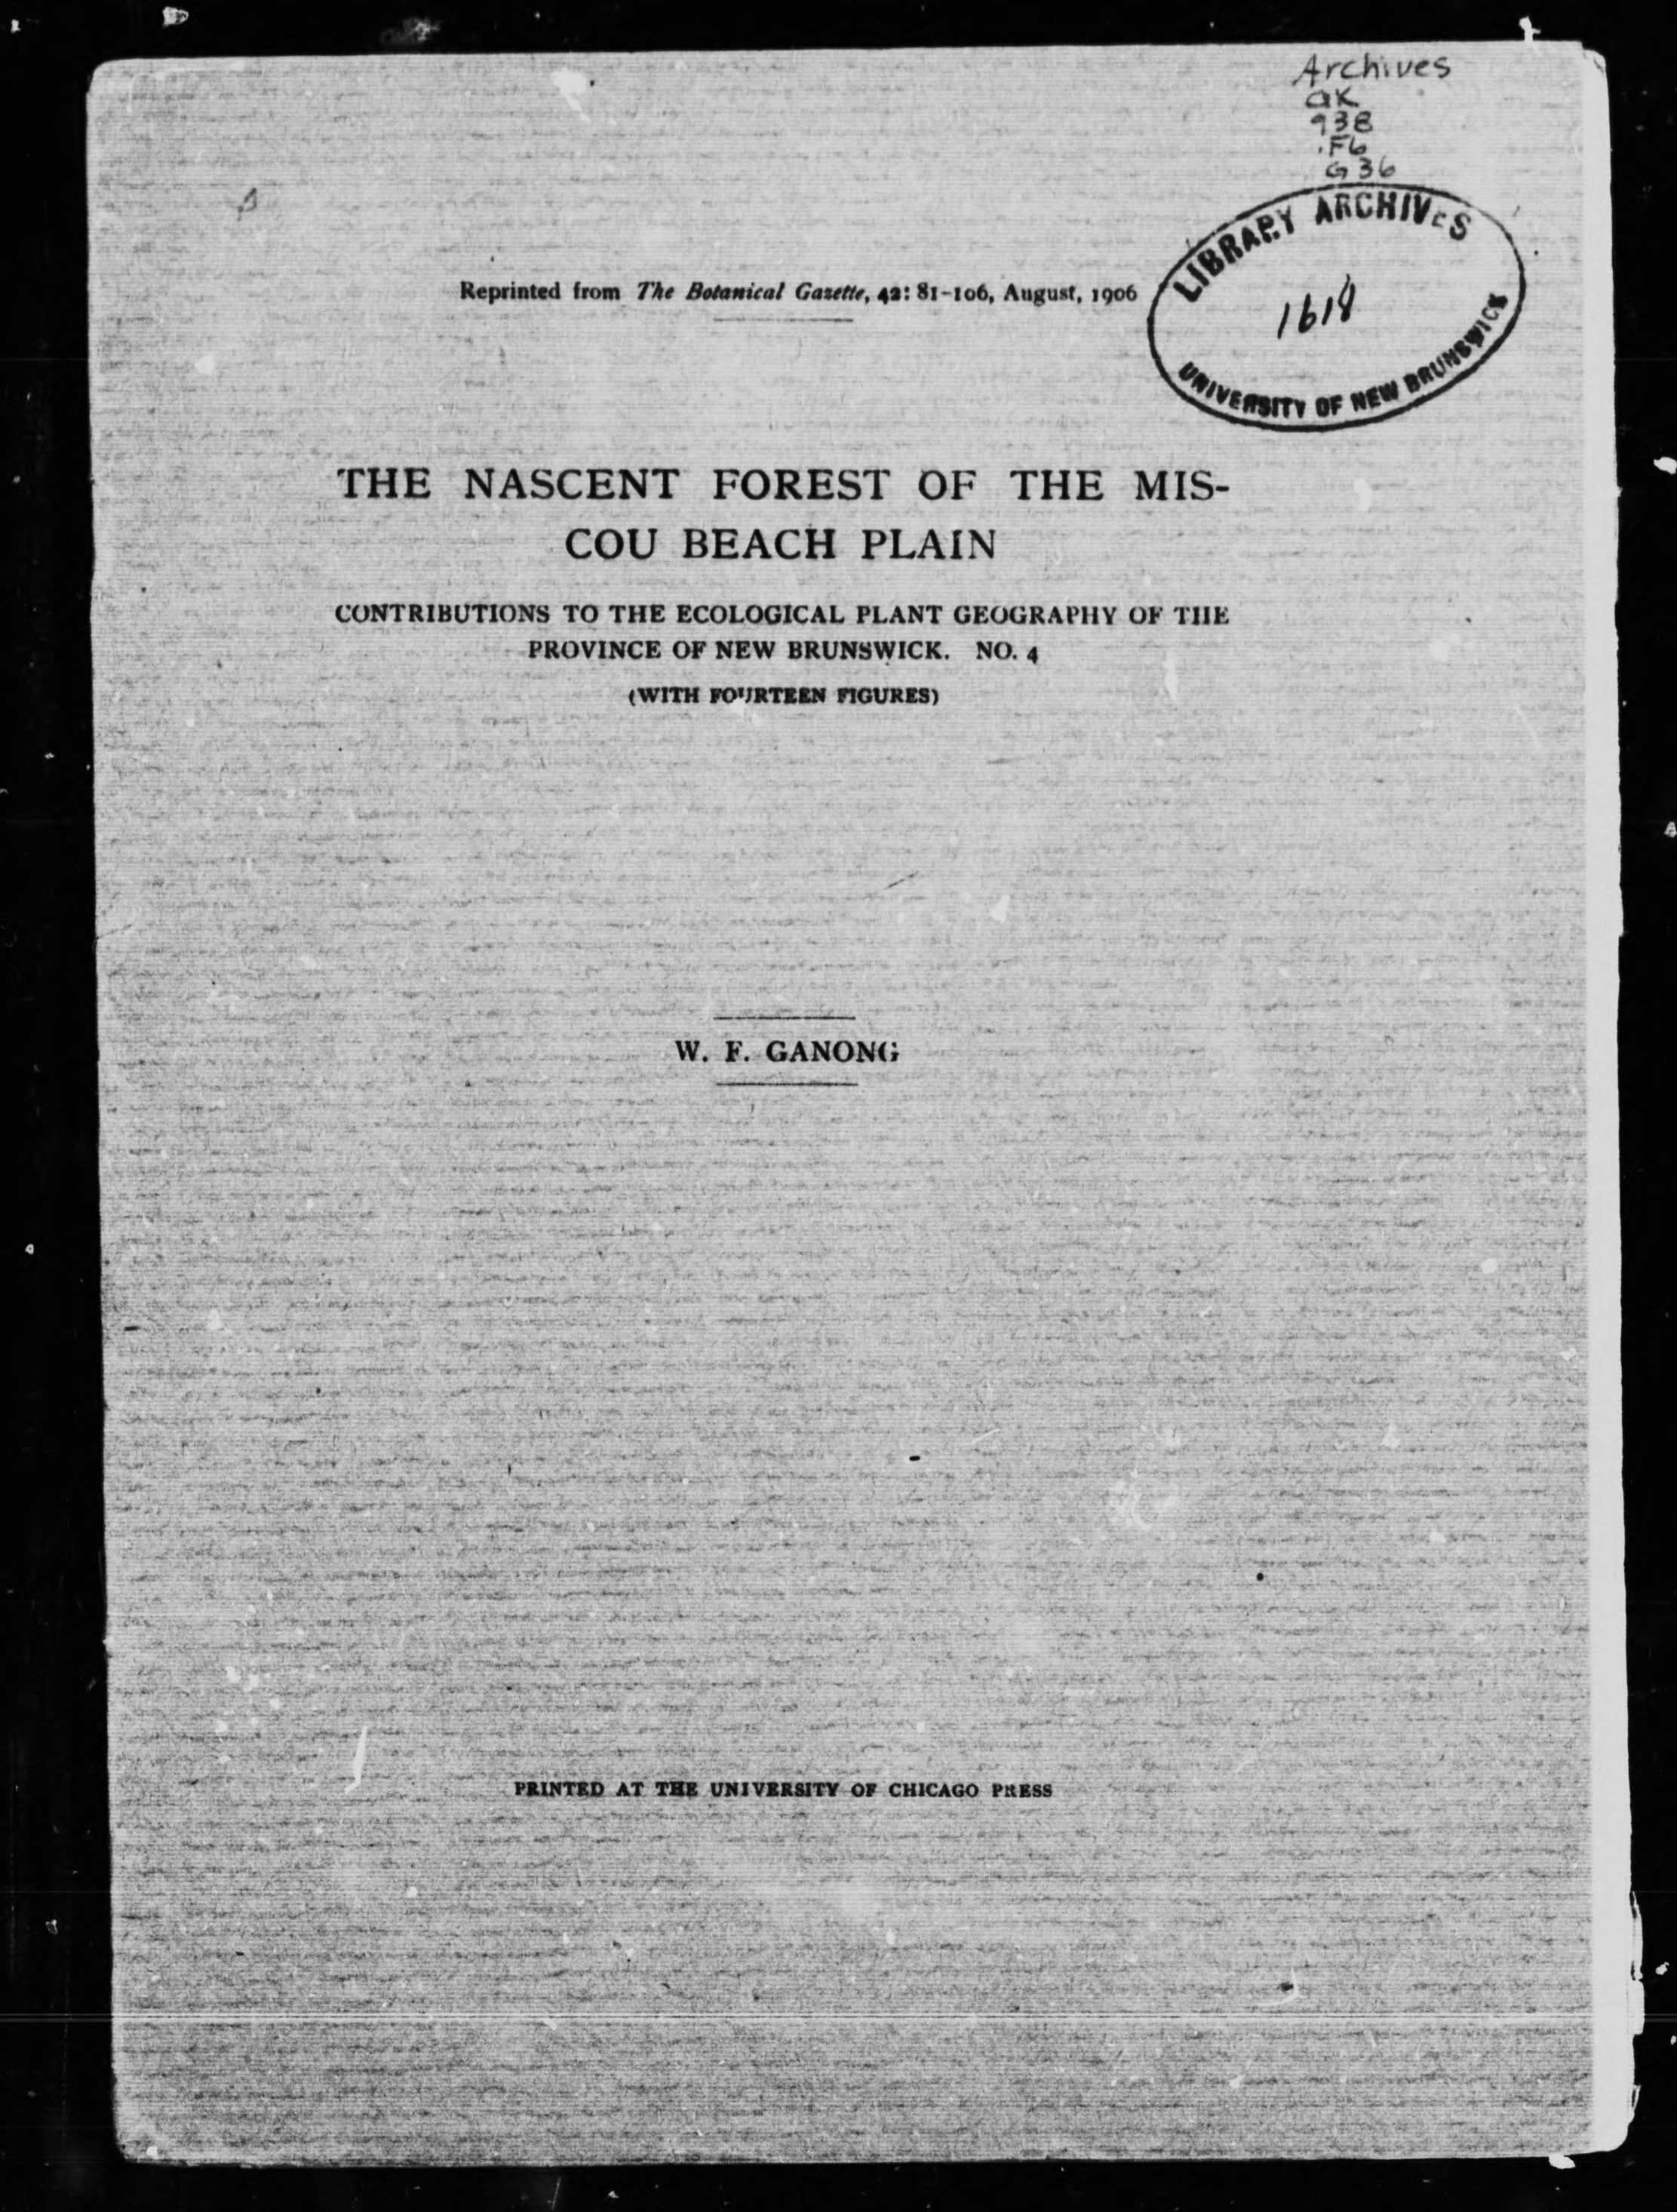 Archives
QK
938
.F6
G36
LIBRARY ARCHIVES
1618
UNIVERSITY OF NEW BRUNSWICK
Reprinted from The Botanical Gazette, 42: 81-106, August, 1906
THE NASCENT FOREST OF THE MIS-
COU BEACH PLAIN
CONTRIBUTIONS TO THE ECOLOGICAL PLANT GEOGRAPHY OF THE
PROVINCE OF NEW BRUNSWICK. NO. 4
(WITH FOURTEEN FIGURES)
W. F. GANONG
PRINTED AT THE UNIVERSITY OF CHICAGO PRESS